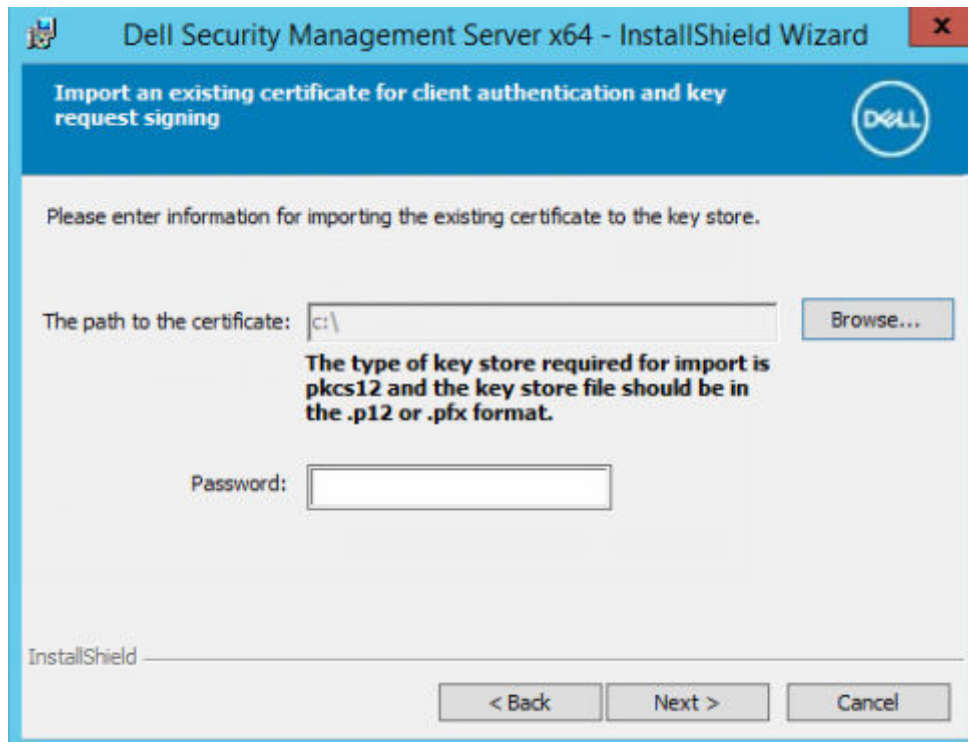 Dell Security Management Server x64 - InstallShield Wizard
x
Import an existing certificate for client authentication and key
request signing
DELL
Please enter information for importing the existing certificate to the key store.
The path to the certificate: c:\ Browse...
The type of key store required for import is
pkcs12 and the key store file should be in
the .p12 or .pfx format.
Password:
InstallShield
< Back Next > Cancel